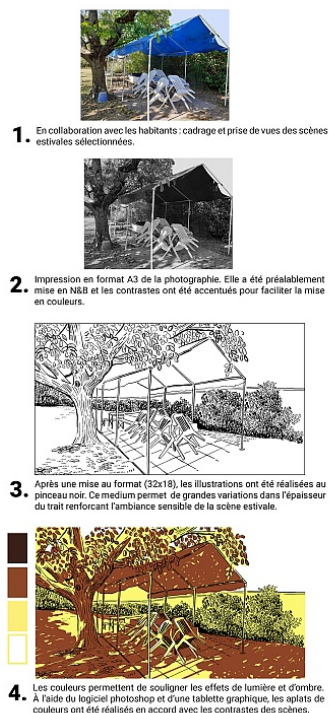 1. En collaboration avec les habitants : cadrage et prise de vues des scènes
estivales sélectionnées.
2. Impression en format A3 de la photographie. Elle a été préalablement
mise en N&B et les contrastes ont été accentués pour faciliter la mise
en couleurs.
3. Après une mise au format (32x18), les illustrations ont été réalisées au
pinceau noir. Ce medium permet de grandes variations dans l'épaisseur
du trait renforçant l'ambiance sensible de la scène estivale.
4. Les couleurs permettent de souligner les effets de lumière et d'ombre.
À l'aide du logiciel photoshop et d'une tablette graphique, les aplats de
couleurs ont été réalisés en accord avec les contrastes des scènes.